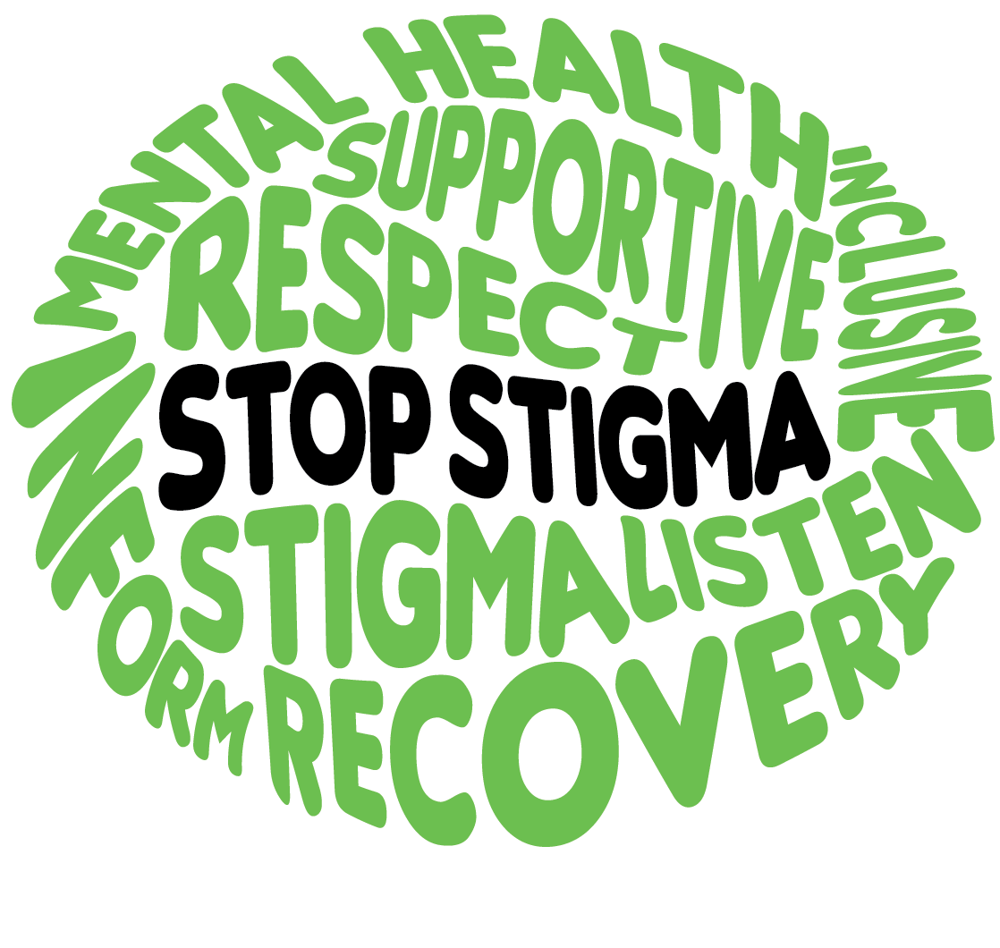 MENTAL HEALTH
SUPPORTIVE
INCLUSIVE
RESPECT
STOP STIGMA
INFORM
STIGMA
LISTEN
RECOVERY